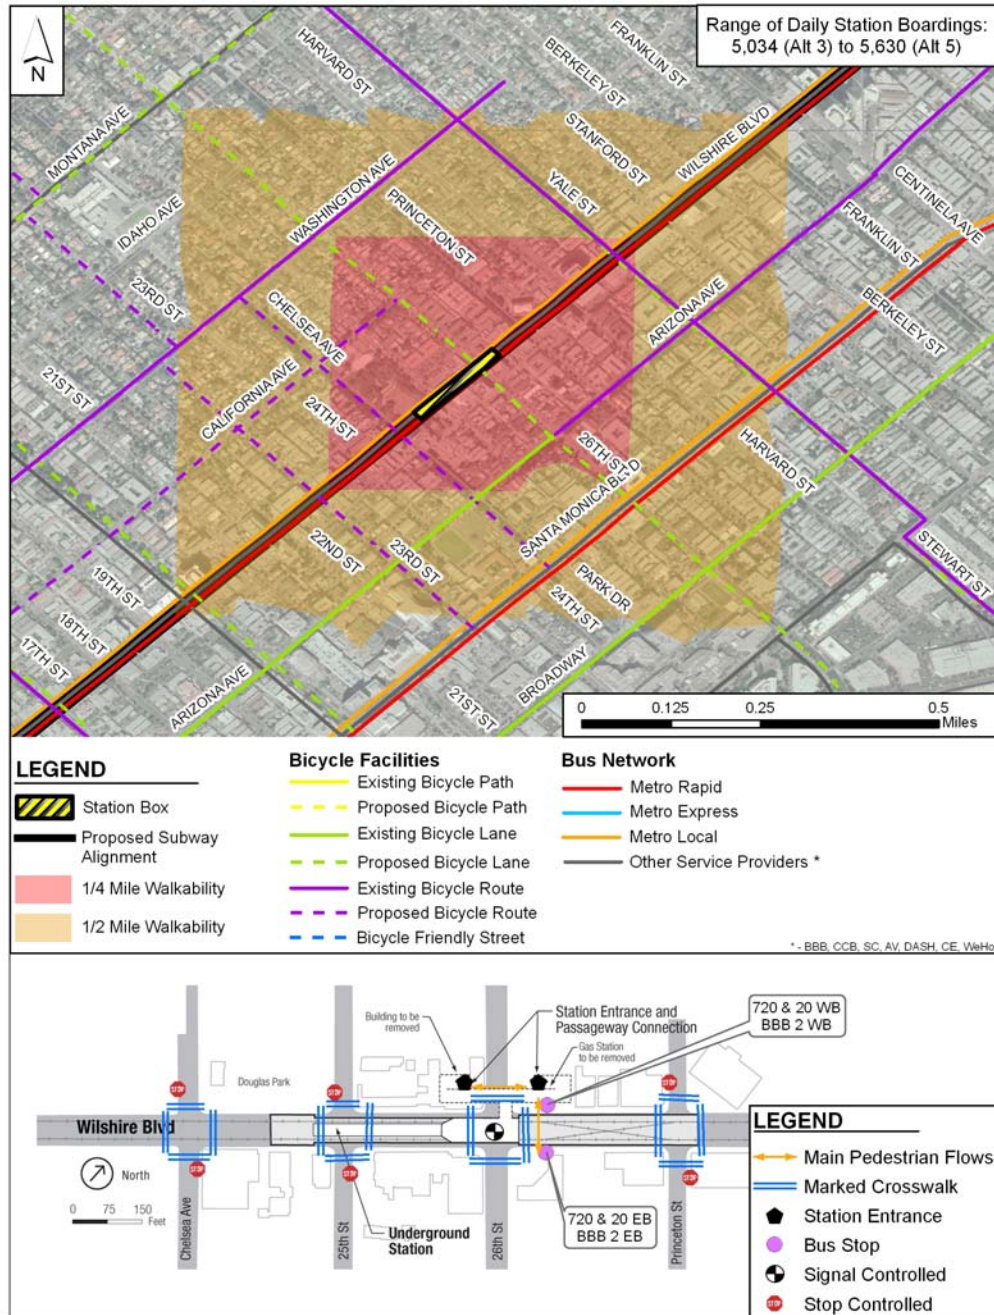 Range of Daily Station Boardings:
5,034 (Alt 3) to 5,630 (Alt 5)
N
HARVARD ST
BERKELEY ST
FRANKLIN ST
MONTANA AVE
IDAHO AVE
WASHINGTON AVE
PRINCETON ST
STANFORD ST
YALE ST
WILSHIRE BLVD
CENTINELA AVE
FRANKLIN ST
BERKELEY ST
23RD ST
CHELSEA AVE
ARIZONA AVE
21ST ST
CALIFORNIA AVE
24TH ST
26TH ST
HARVARD ST
SANTA MONICA BLVD
22ND ST
23RD ST
STEWART ST
19TH ST
18TH ST
17TH ST
PARK DR
24TH ST
ARIZONA AVE
21ST ST
BROADWAY
0 0.125 0.25 0.5
Miles
LEGEND
Station Box
Proposed Subway
Alignment
1/4 Mile Walkability
1/2 Mile Walkability
Bicycle Facilities
Existing Bicycle Path
Proposed Bicycle Path
Existing Bicycle Lane
Proposed Bicycle Lane
Existing Bicycle Route
Proposed Bicycle Route
Bicycle Friendly Street
Bus Network
Metro Rapid
Metro Express
Metro Local
Other Service Providers *
* - BBB, CCB, SC, AV, DASH, CE, WeHo
Building to be
removed
Station Entrance and
Passageway Connection
Gas Station
to be removed
720 & 20 WB
BBB 2 WB
Douglas Park
STOP
STOP
STOP
Wilshire Blvd
STOP
STOP
STOP
North
0 75 150
Feet
Chelsea Ave
25th St
Underground
Station
26th St
720 & 20 EB
BBB 2 EB
Princeton St
LEGEND
Main Pedestrian Flows
Marked Crosswalk
Station Entrance
Bus Stop
Signal Controlled
STOP
Stop Controlled